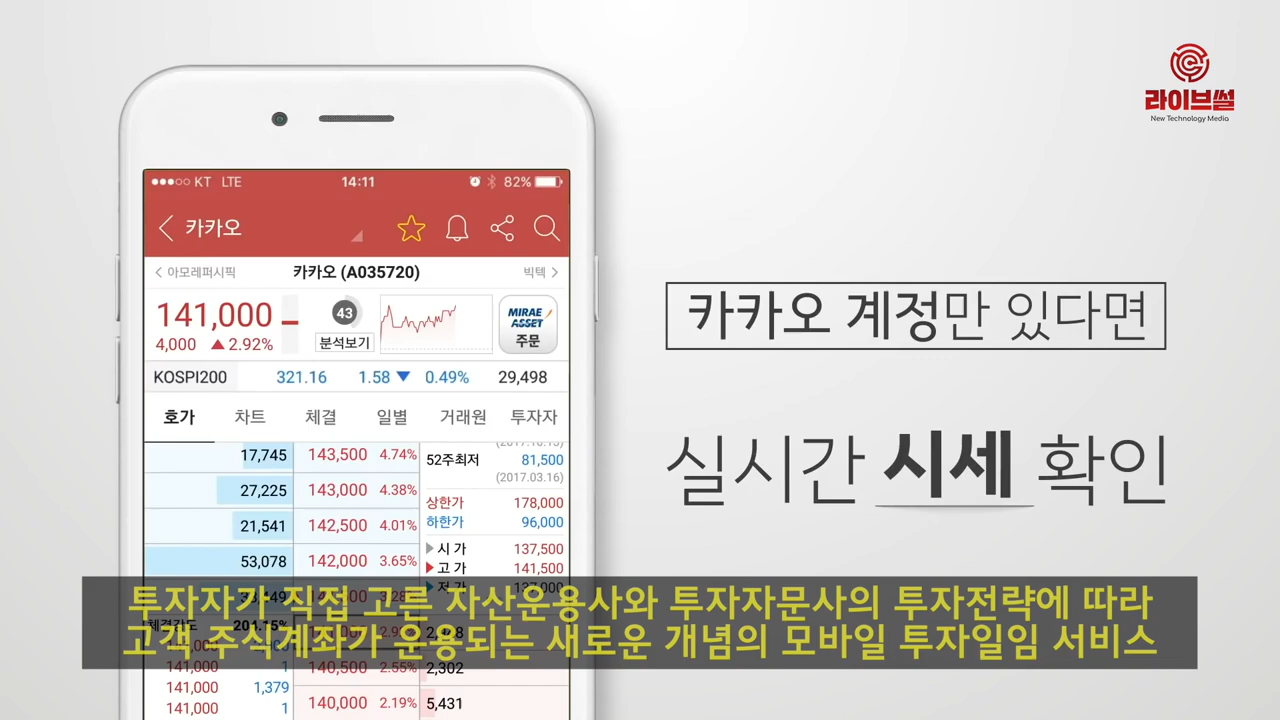 라이브썰
New Technology Media
KT LTE 14:11 82%
카카오
아모레퍼시픽 카카오 (A035720) 빅텍
141,000
4,000 ▲ 2.92%
43
분석보기
MIRAE ASSET
주문
KOSPI200 321.16 1.58 ▼ 0.49% 29,498
호가 차트 체결 일별 거래원 투자자
17,745 143,500 4.74%
27,225 143,000 4.38%
21,541 142,500 4.01%
53,078 142,000 3.65%
52주최저 81,500
(2017.03.16)
상한가 178,000
하한가 96,000
시가 137,500
고가 141,500
저가 137,000
체결강도 201.15%
140,500 2.55% 2,302
140,000 2.19% 5,431
141,000 1
141,000 1,379
141,000 1
카카오 계정만 있다면
실시간 시세 확인
투자자가 직접 고른 자산운용사와 투자자문사의 투자전략에 따라
고객 주식계좌가 운용되는 새로운 개념의 모바일 투자일임 서비스